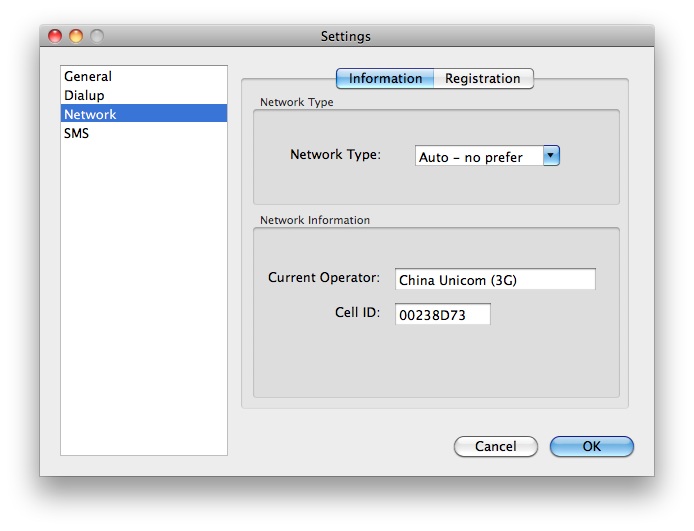 Settings
General
Dialup
Network
SMS
Information Registration
Network Type
Network Type: Auto – no prefer
Network Information
Current Operator: China Unicom (3G)
Cell ID: 00238D73
Cancel OK